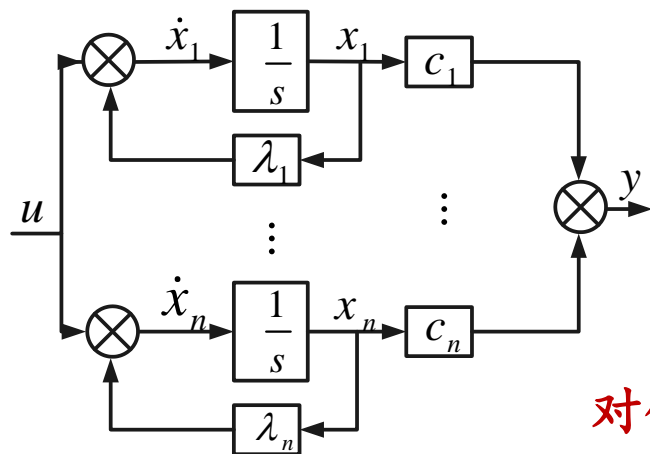 ẋ₁ 1/s x₁ c₁
λ₁
u ⋮ ⋮ y
ẋₙ 1/s xₙ cₙ
λₙ
对